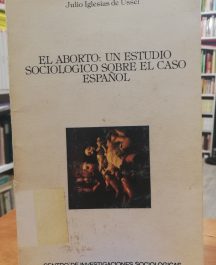 Julio Iglesias de Ussel
EL ABORTO: UN ESTUDIO
SOCIOLOGICO SOBRE EL CASO
ESPAÑOL
CENTRO DE INVESTIGACIONES SOCIOLOGICAS